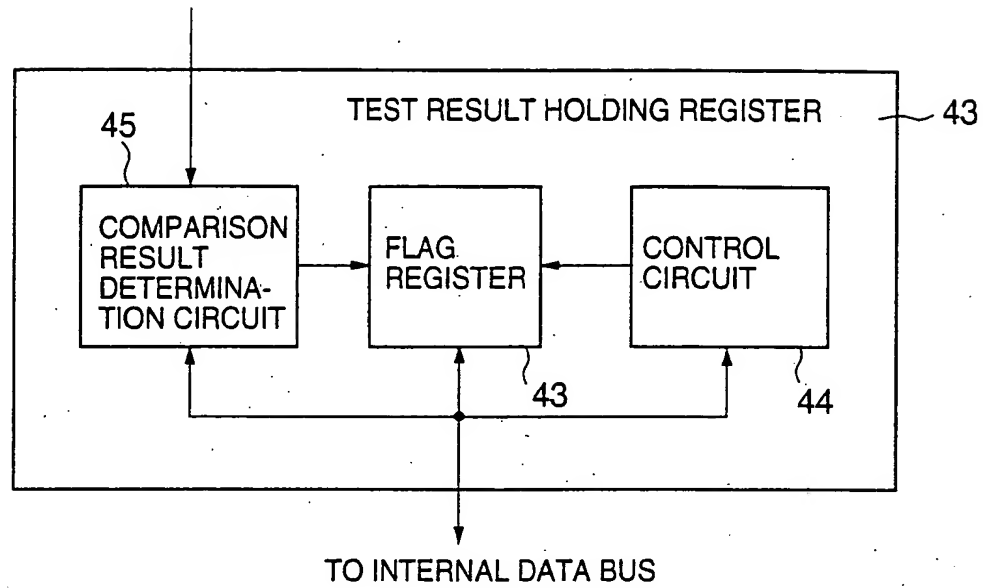 TEST RESULT HOLDING REGISTER
43
45
COMPARISON
RESULT
DETERMINA-
TION CIRCUIT
FLAG
REGISTER
CONTROL
CIRCUIT
43
44
TO INTERNAL DATA BUS